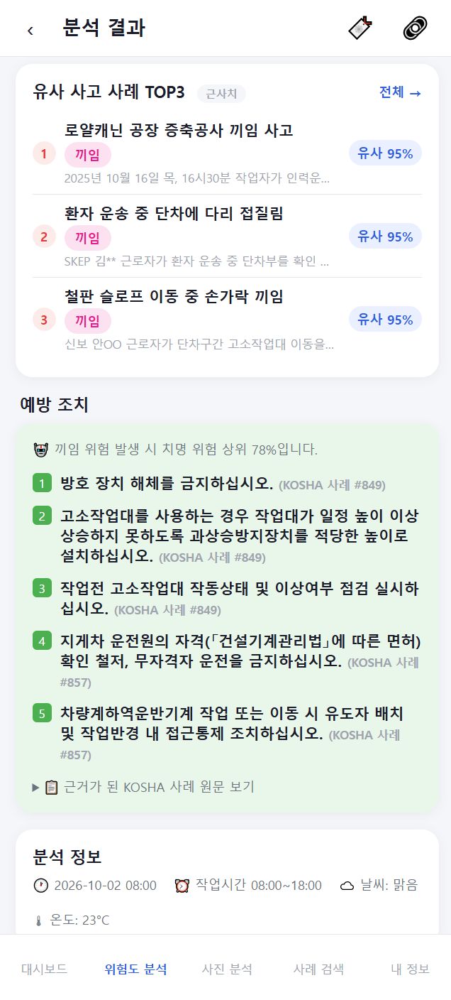 분석 결과
유사 사고 사례 TOP3 근사치 전체 →
로얄캐닌 공장 증축공사 끼임 사고
1 끼임 유사 95%
2025년 10월 16일 목, 16시30분 작업자가 인력운...
환자 운송 중 단차에 다리 접질림
2 끼임 유사 95%
SKEP 김** 근로자가 환자 운송 중 단차부를 확인 ...
철판 슬로프 이동 중 손가락 끼임
3 끼임 유사 95%
신보 안OO 근로자가 단차구간 고소작업대 이동을...
예방 조치
끼임 위험 발생 시 치명 위험 상위 78%입니다.
1 방호 장치 해체를 금지하십시오. (KOSHA 사례 #849)
2 고소작업대를 사용하는 경우 작업대가 일정 높이 이상
상승하지 못하도록 과상승방지장치를 적당한 높이로
설치하십시오. (KOSHA 사례 #849)
3 작업전 고소작업대 작동상태 및 이상여부 점검 실시하
십시오. (KOSHA 사례 #849)
4 지게차 운전원의 자격(「건설기계관리법」에 따른 면허)
확인 철저, 무자격자 운전을 금지하십시오. (KOSHA 사례
#857)
5 차량계하역운반기계 작업 또는 이동 시 유도자 배치
및 작업반경 내 접근통제 조치하십시오. (KOSHA 사례
#857)
▶ 근거가 된 KOSHA 사례 원문 보기
분석 정보
2026-10-02 08:00 작업시간 08:00~18:00 날씨: 맑음
온도: 23°C
대시보드 위험도 분석 사진 분석 사례 검색 내 정보